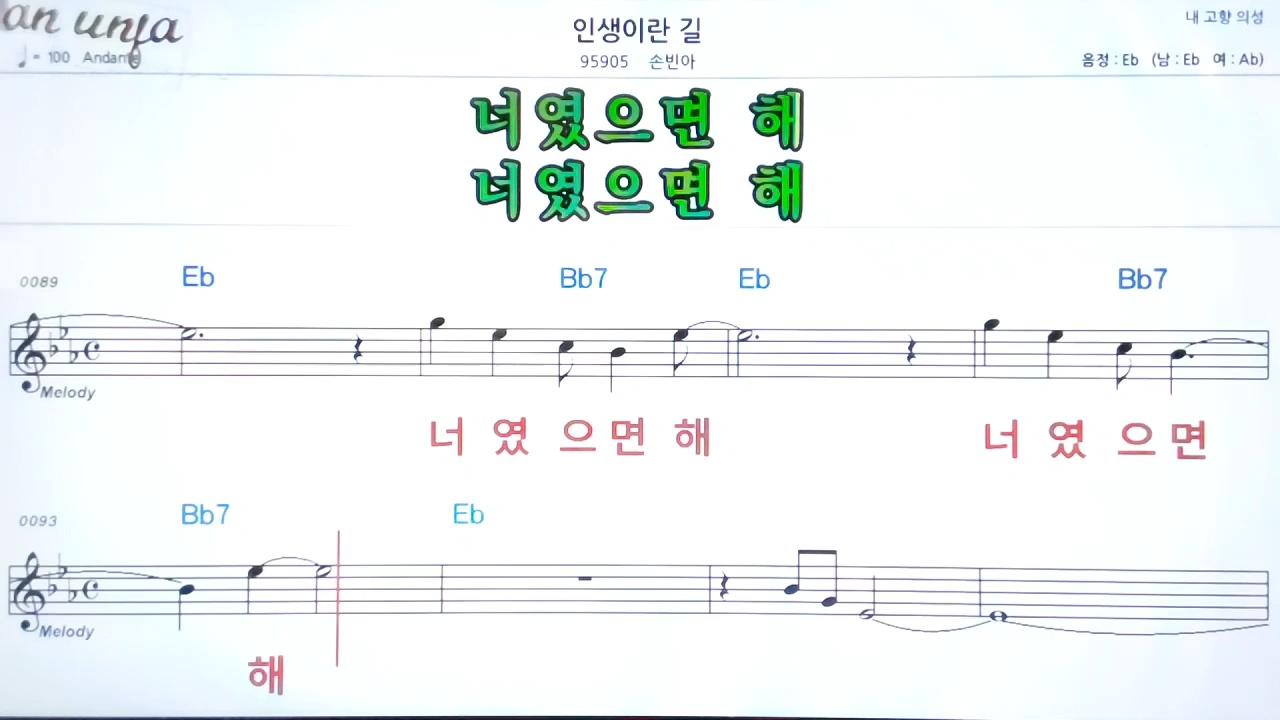 an unfa
인생이란 길
내 고향 의성
♩ = 100 Andante
95905 손빈아
음정 : Eb (남 : Eb 여 : Ab)
너였으면 해
너였으면 해
0089 Eb Bb7 Eb Bb7
Melody
너 였 으 면 해 너 였 으 면
0093 Bb7 Eb
Melody
해